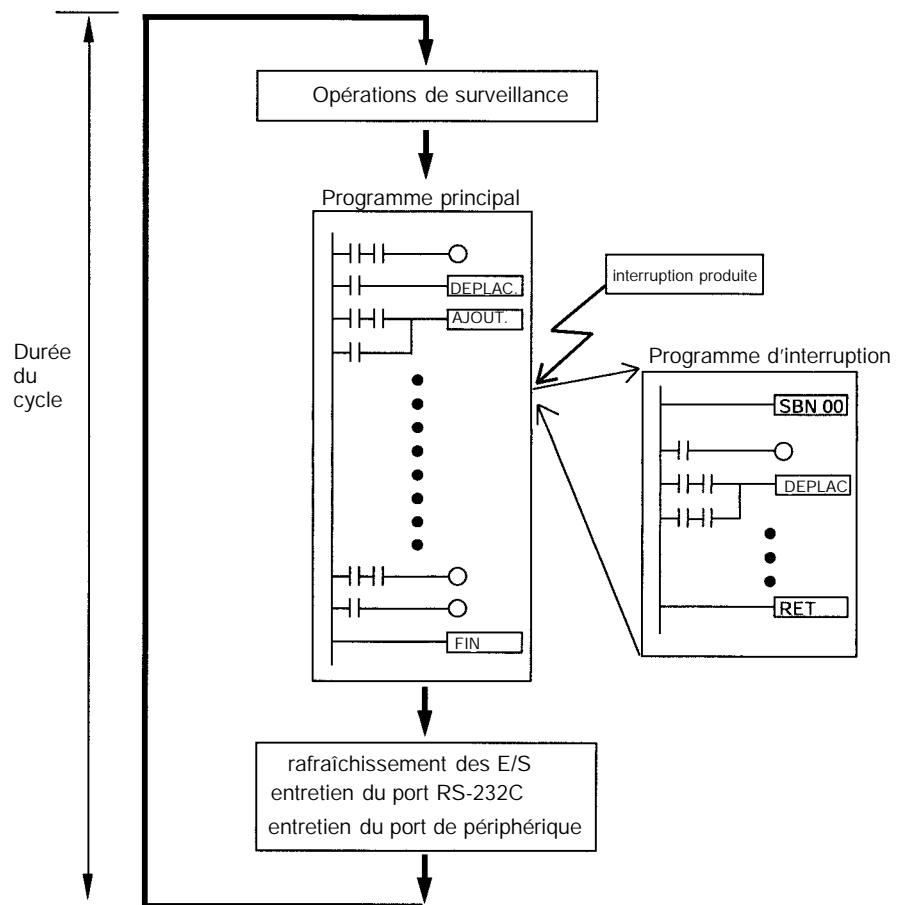 Opérations de surveillance
Programme principal
DEPLAC.
AJOUT.
FIN
interruption produite
Programme d'interruption
SBN 00
DEPLAC
RET
Durée
du
cycle
rafraîchissement des E/S
entretien du port RS-232C
entretien du port de périphérique